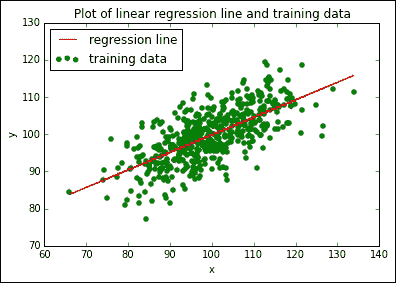 Plot of linear regression line and training data
regression line
training data
130
120
110
100
90
80
70
y
60 70 80 90 100 110 120 130 140
x